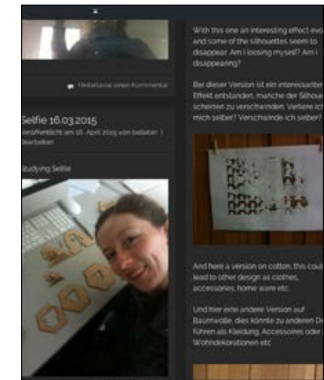 Hinterlasse einen Kommentar
Selfie 16.03.2015
Veröffentlicht am 16. April 2015 von
Bearbeiten
Studying Selfie
With this one an interesting effect evo
and some of the silhouettes seem to
disappear. Am I loosing myself? Am I
disappearing?
Bei dieser Version ist ein interessanter
Effekt entstanden, manche der Silhoue
scheinen zu verschwinden. Verliere ich
mich selber? Verschwinde ich selber?
And here a version on cotton, this coul
lead to other design as clothes,
accessories, home ware etc.
Und hier eine andere Version auf
Baumwolle, dies könnte zu anderen De
führen als Kleidung, Accessoires oder
Wohndekorationen etc.